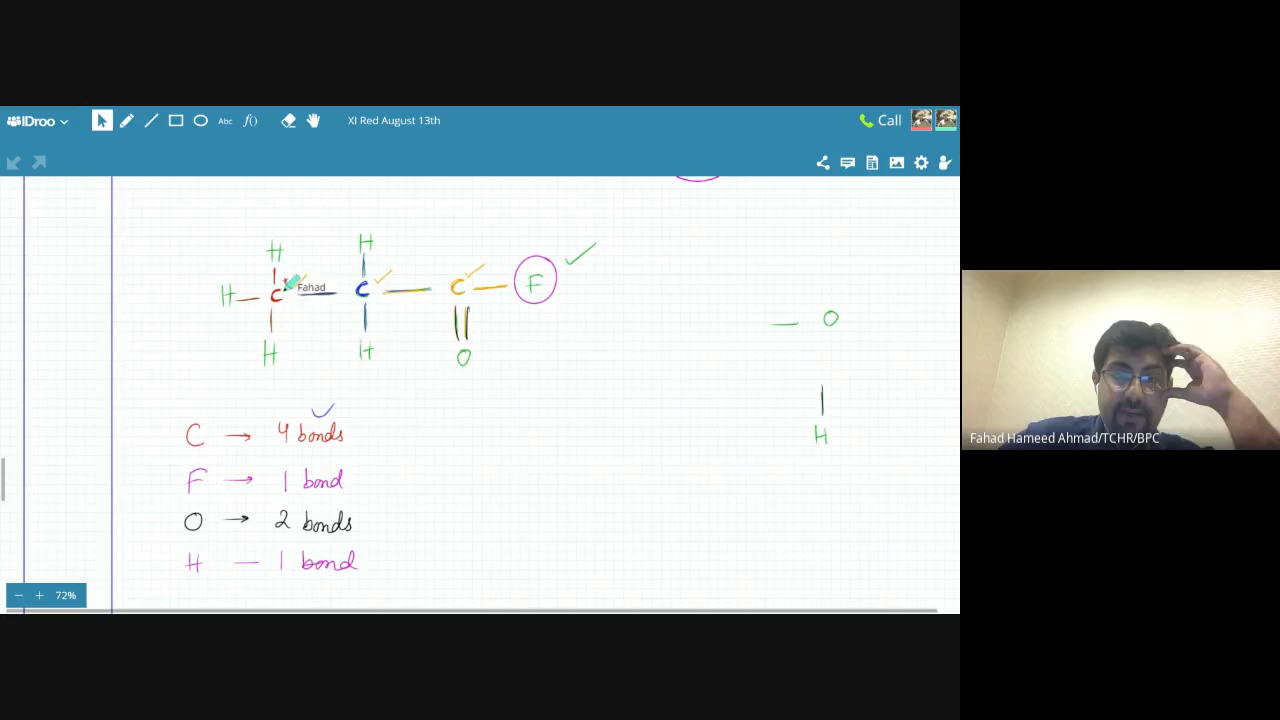 IDroo
Abc
f()
XI Red August 13th
Call
H H
H C Fahad C C F
H H O
O
H
C → 4 bonds
F → 1 bond
O → 2 bonds
H — 1 bond
72%
Fahad Hameed Ahmad/TCHR/BPC